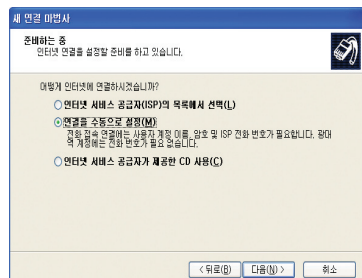 새 연결 마법사
준비하는 중
인터넷 연결을 설정할 준비를 하고 있습니다.
어떻게 인터넷에 연결하시겠습니까?
인터넷 서비스 공급자(ISP)의 목록에서 선택(L)
연결을 수동으로 설정(M)
전화 접속 연결에는 사용자 계정 이름, 암호 및 ISP 전화 번호가 필요합니다. 광대
역 계정에는 전화 번호가 필요 없습니다.
인터넷 서비스 공급자가 제공한 CD 사용(C)
< 뒤로(B) 다음(N) > 취소